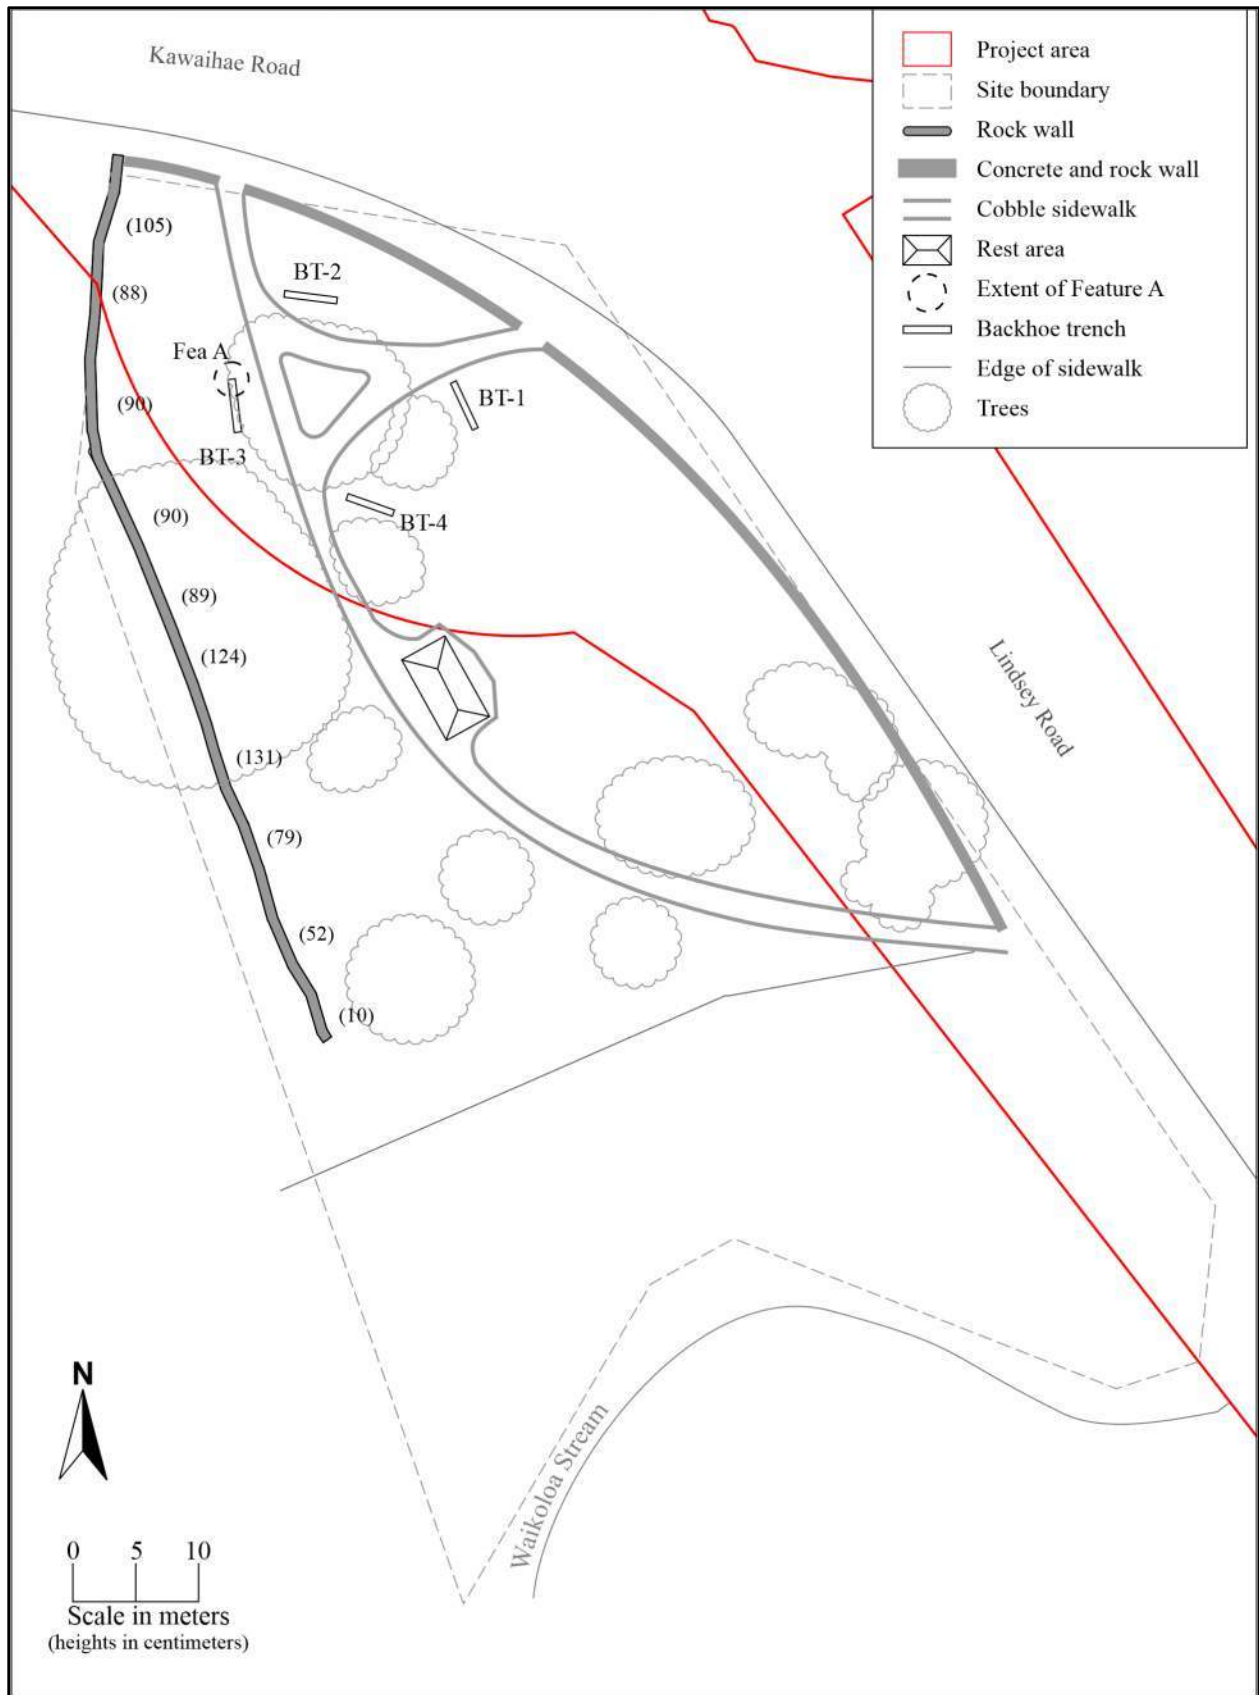 Kawaihae Road
Project area
Site boundary
Rock wall
Concrete and rock wall
Cobble sidewalk
Rest area
Extent of Feature A
Backhoe trench
Edge of sidewalk
Trees
(105)
BT-2
(88)
Fea A
BT-1
(90)
BT-3
(90)
BT-4
(89)
(124)
Lindsey Road
(131)
(79)
(52)
(10)
Waikoloa Stream
N
0 5 10
Scale in meters
(heights in centimeters)